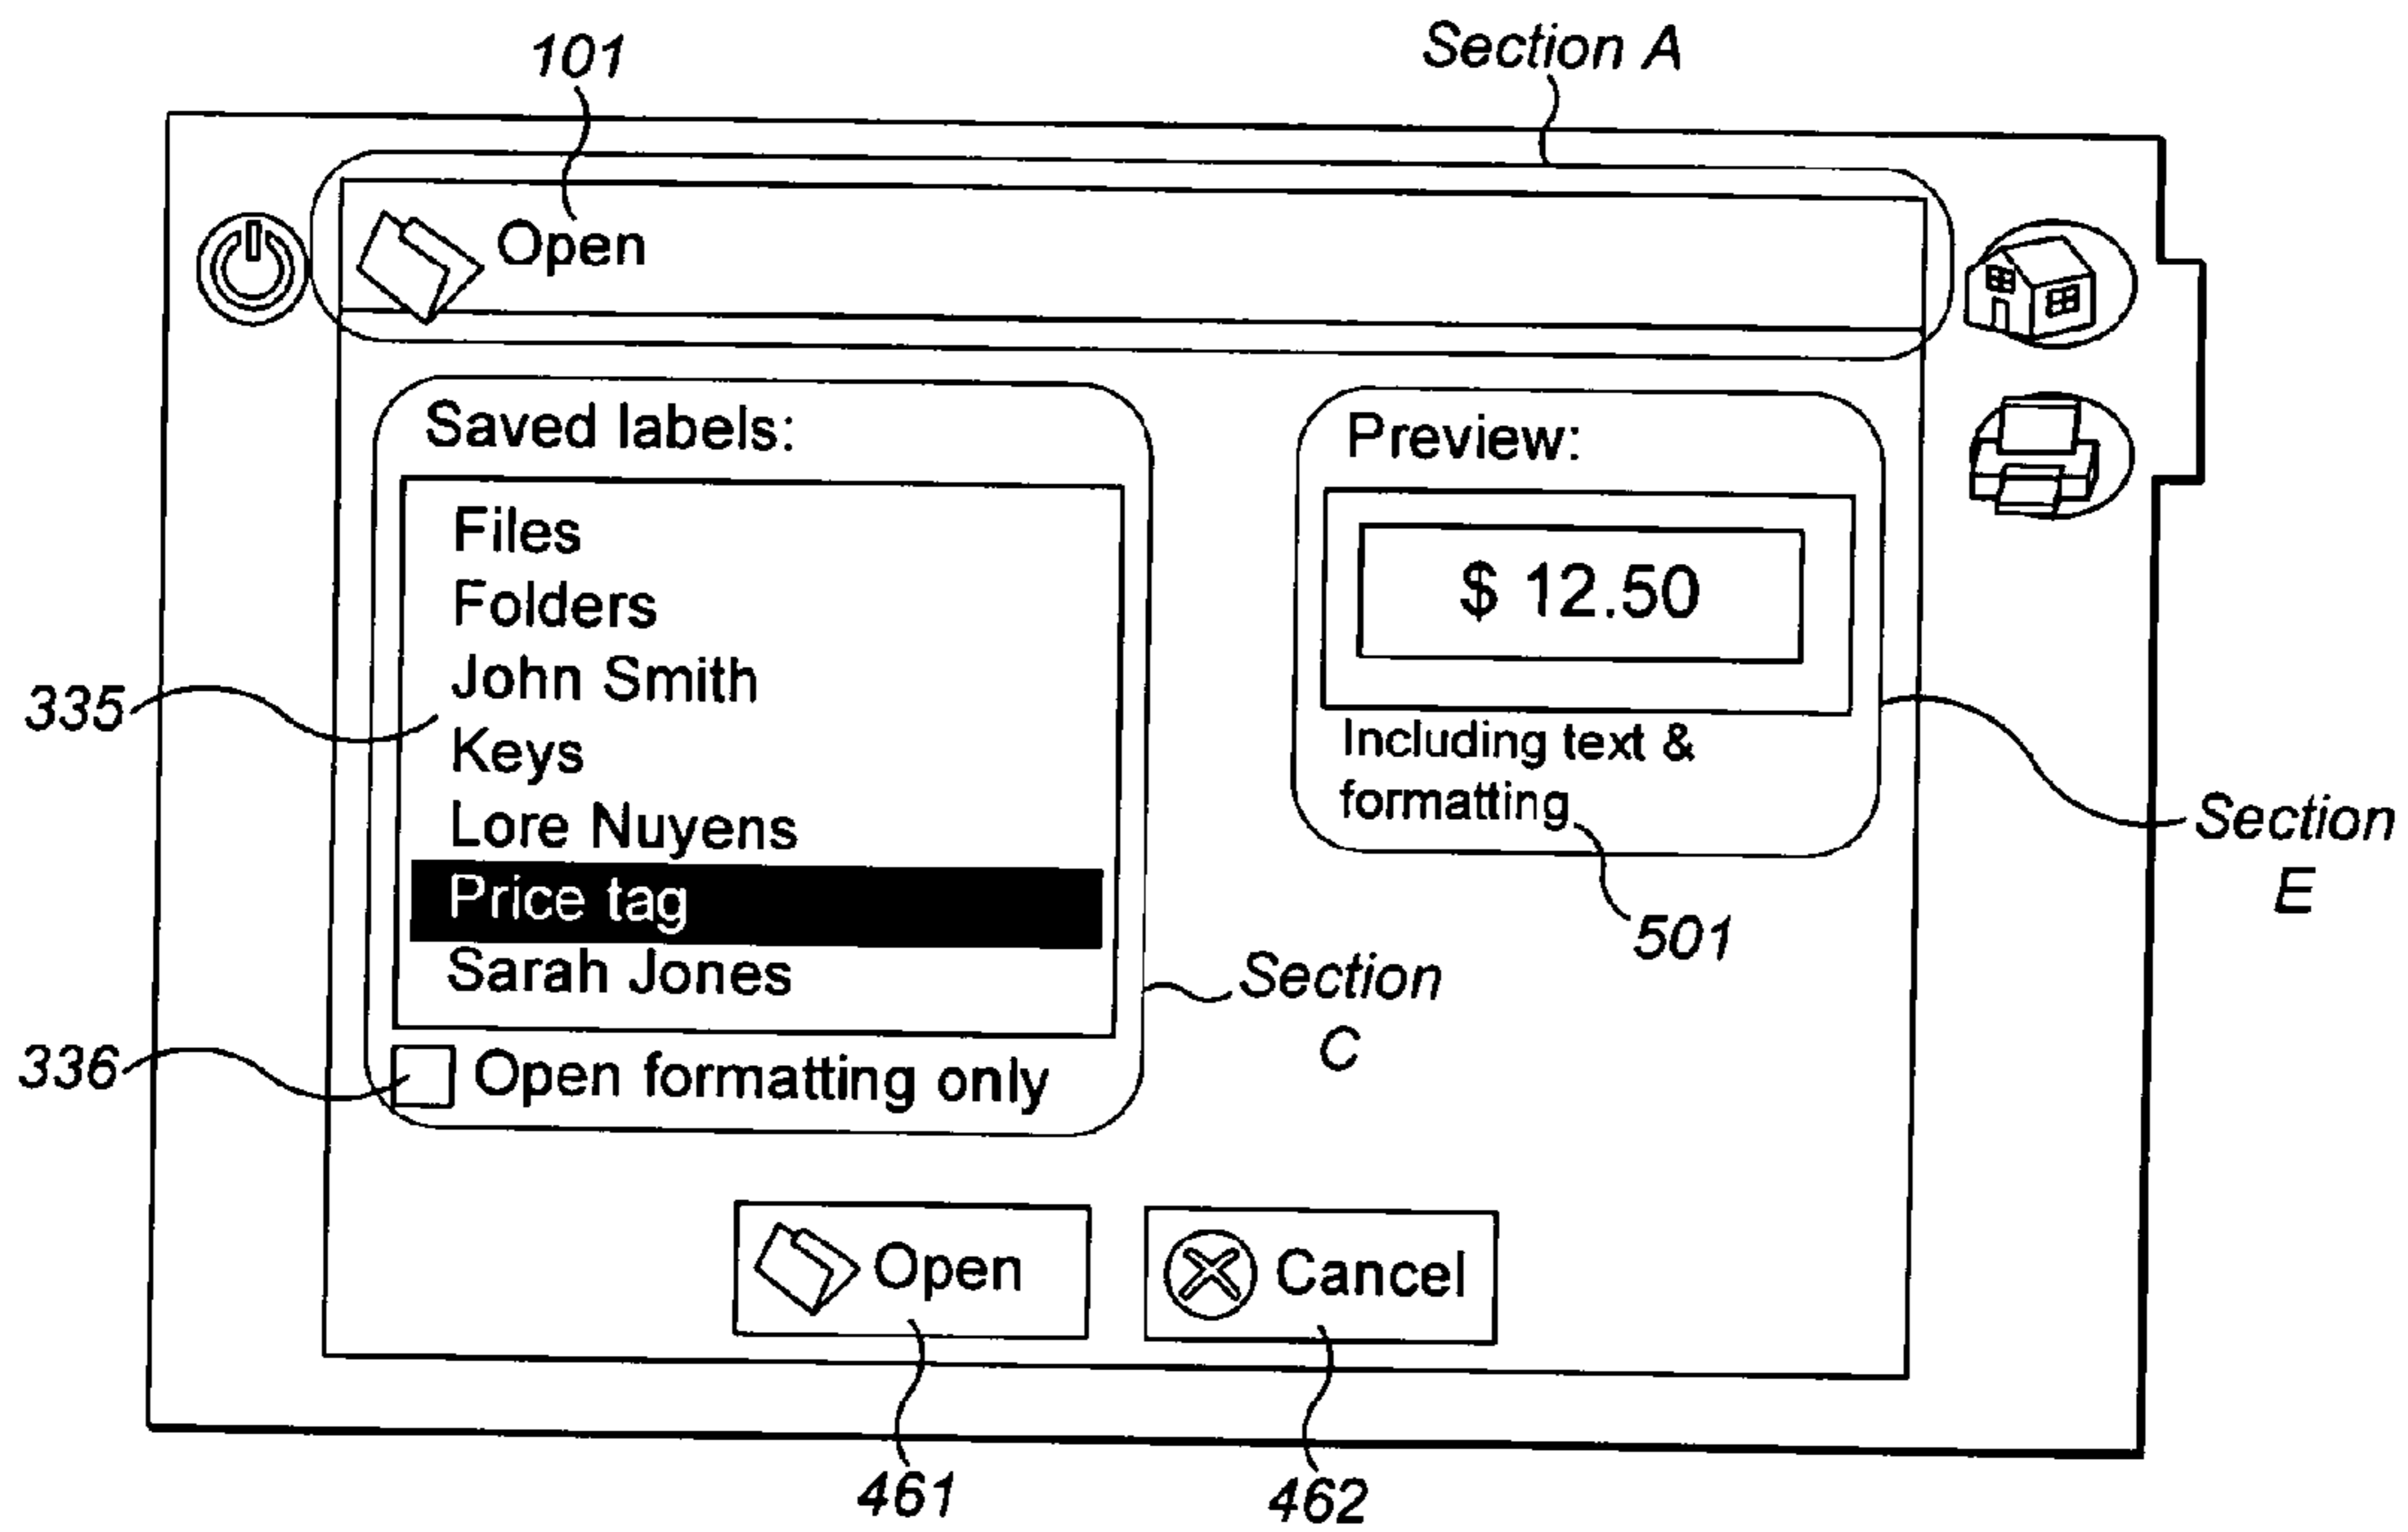 101
Section A
Open
Saved labels:
Files
Folders
John Smith
Keys
Lore Nuyens
Price tag
Sarah Jones
Open formatting only
Preview:
$ 12.50
Including text &
formatting
335
336
501
Section
E
Section
C
Open
Cancel
461
462